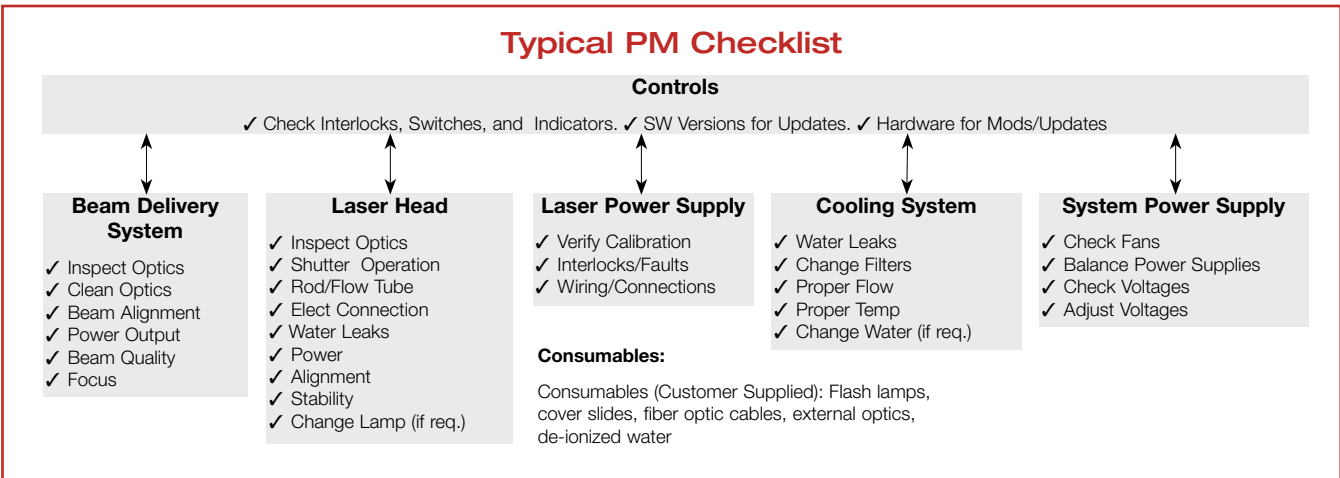 Typical PM Checklist
Controls
✓ Check Interlocks, Switches, and Indicators. ✓ SW Versions for Updates. ✓ Hardware for Mods/Updates
Beam Delivery
System
✓ Inspect Optics
✓ Clean Optics
✓ Beam Alignment
✓ Power Output
✓ Beam Quality
✓ Focus
Laser Head
✓ Inspect Optics
✓ Shutter Operation
✓ Rod/Flow Tube
✓ Elect Connection
✓ Water Leaks
✓ Power
✓ Alignment
✓ Stability
✓ Change Lamp (if req.)
Laser Power Supply
✓ Verify Calibration
✓ Interlocks/Faults
✓ Wiring/Connections
Cooling System
✓ Water Leaks
✓ Change Filters
✓ Proper Flow
✓ Proper Temp
✓ Change Water (if req.)
System Power Supply
✓ Check Fans
✓ Balance Power Supplies
✓ Check Voltages
✓ Adjust Voltages
Consumables:
Consumables (Customer Supplied): Flash lamps,
cover slides, fiber optic cables, external optics,
de-ionized water